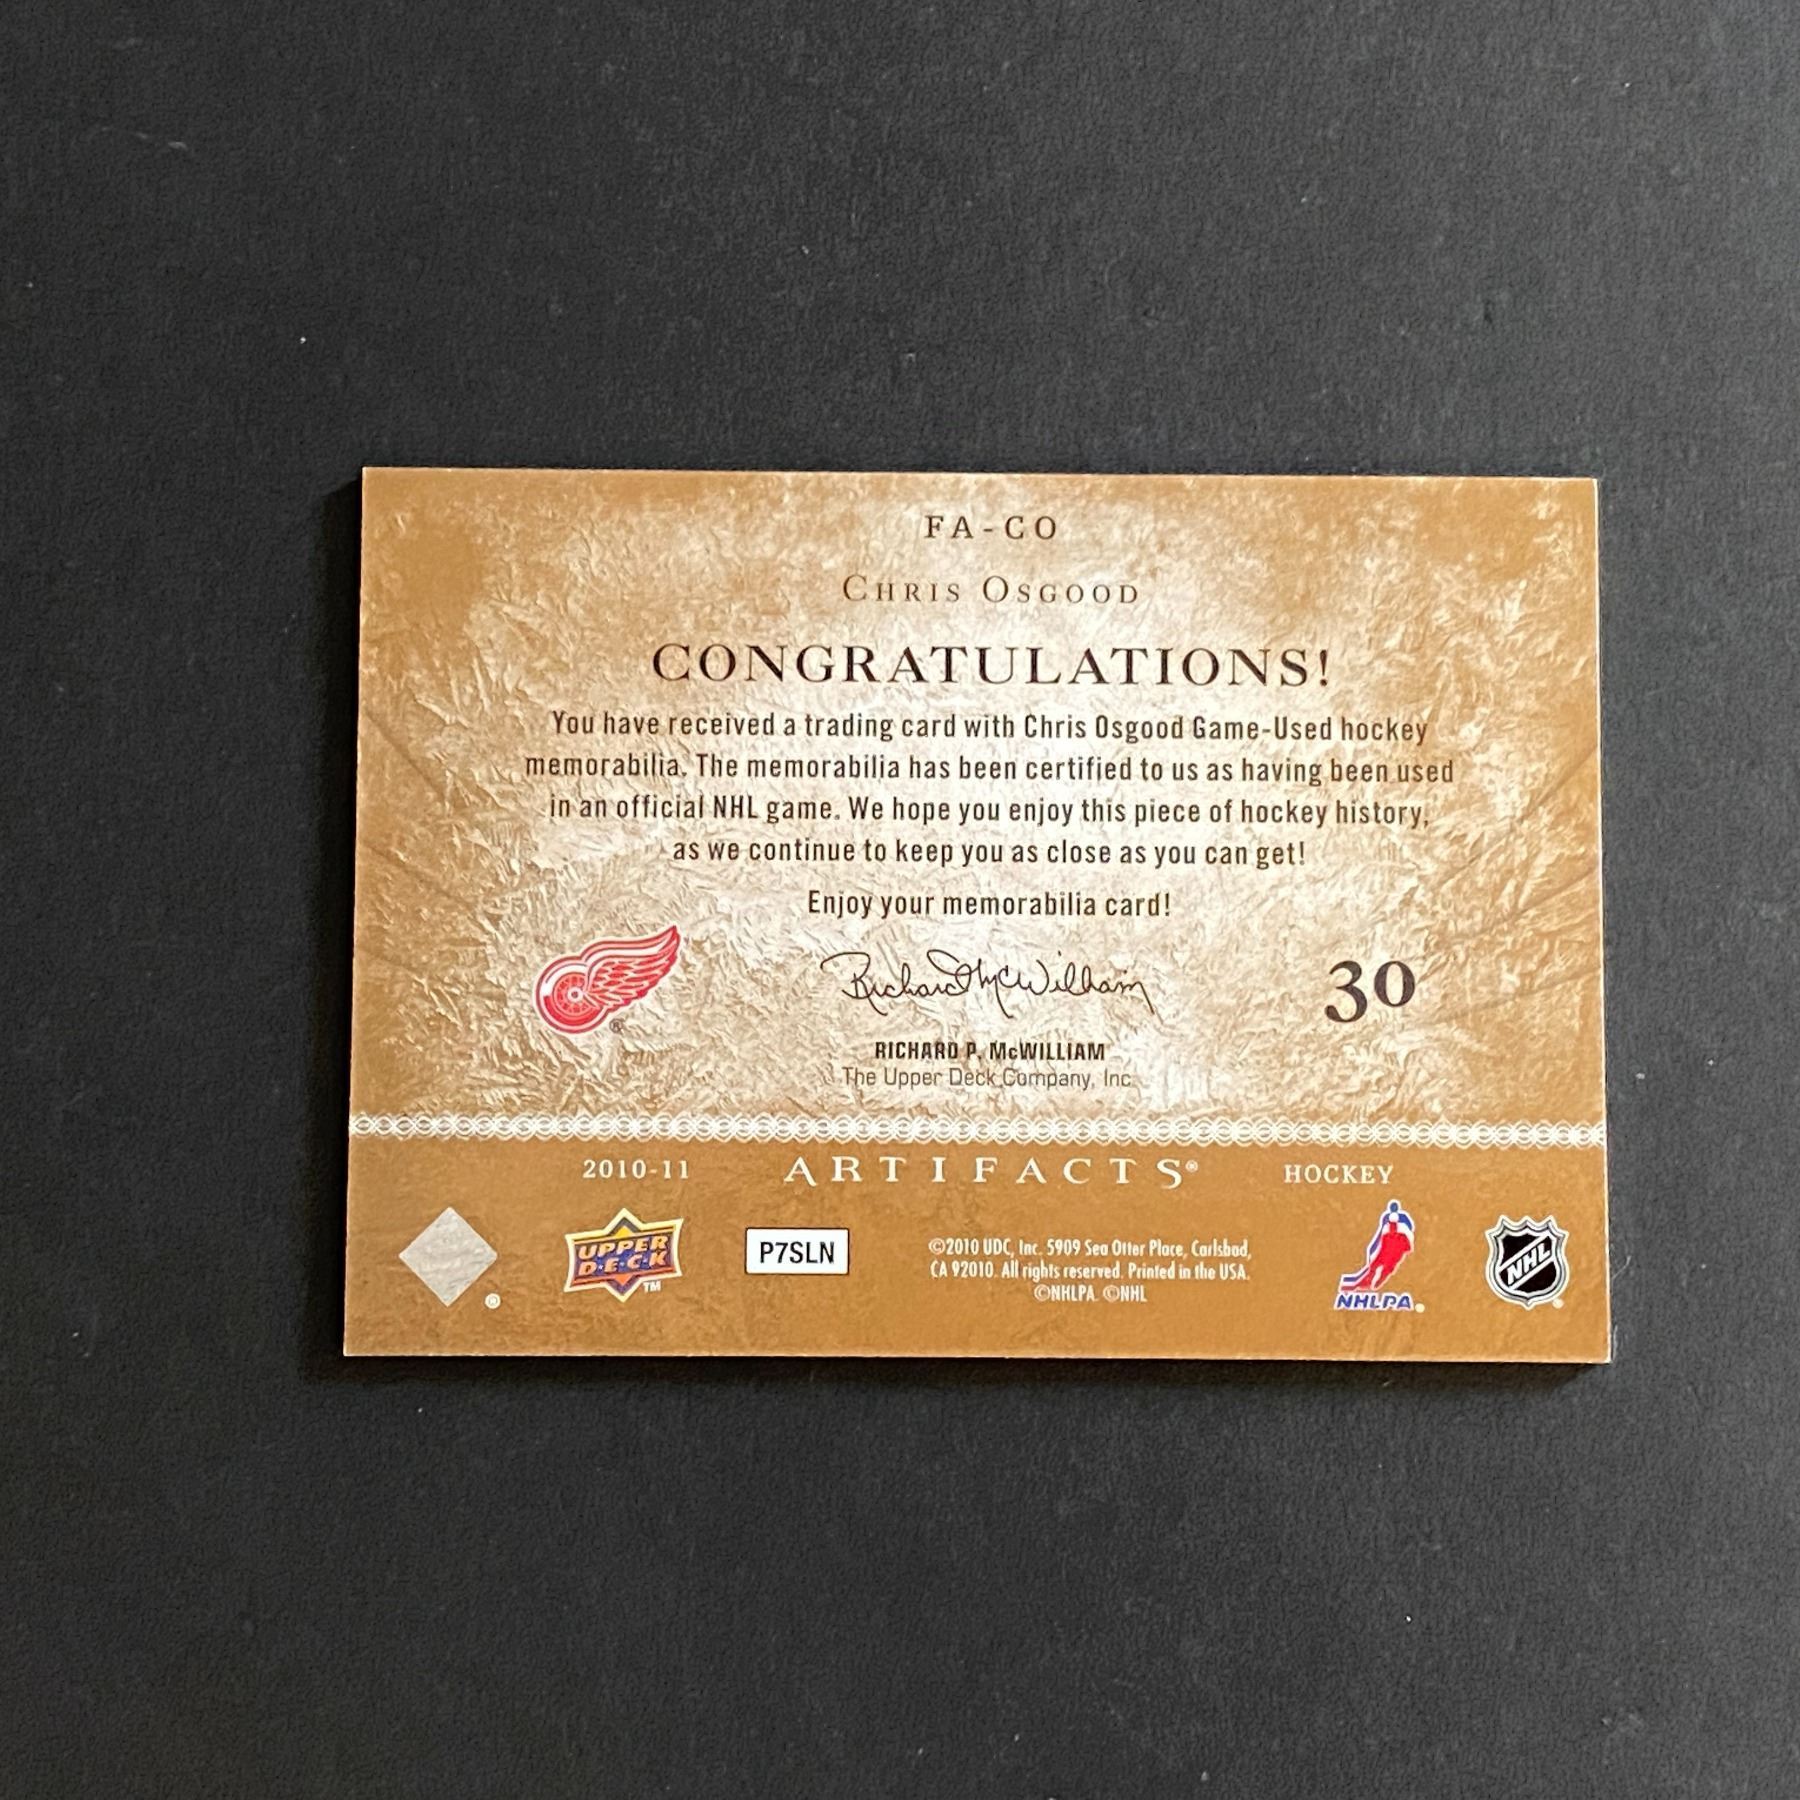 FA-CO
CHRIS OSGOOD
CONGRATULATIONS!
You have received a trading card with Chris Osgood Game-Used hockey
memorabilia. The memorabilia has been certified to us as having been used
in an official NHL game. We hope you enjoy this piece of hockey history,
as we continue to keep you as close as you can get!
Enjoy your memorabilia card!
Richard McWilliam
30
RICHARD P. McWILLIAM
The Upper Deck Company, Inc.
2010-11 ARTIFACTS® HOCKEY
®
UPPER
D·E·C·K
TM
P7SLN
©2010 UDC, Inc. 5909 Sea Otter Place, Carlsbad,
CA 92010. All rights reserved. Printed in the USA.
©NHLPA. ©NHL
NHLPA®
NHL®